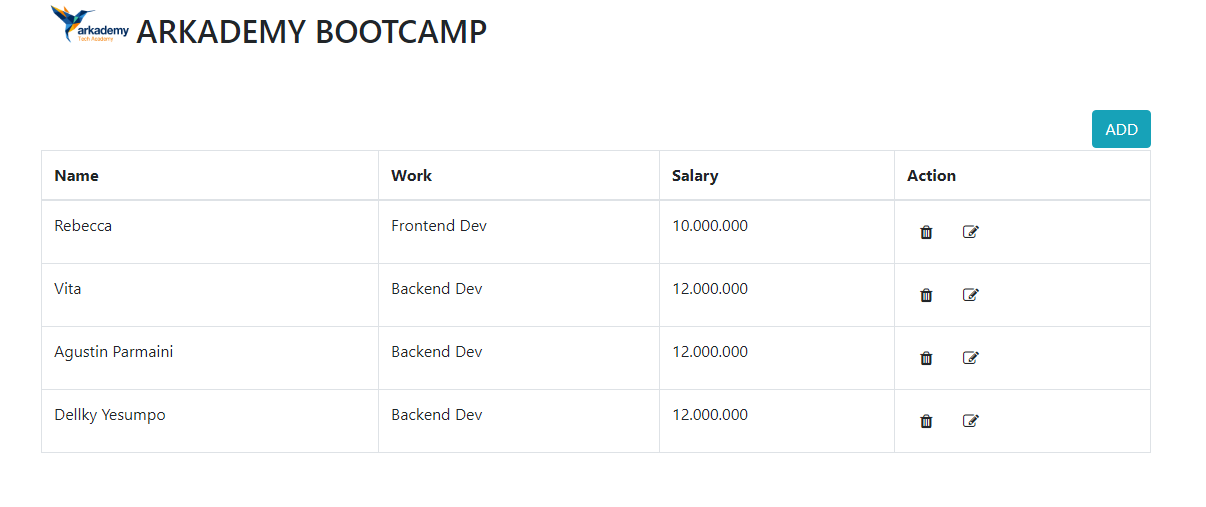 arkademy
Tech Academy
ARKADEMY BOOTCAMP
ADD
Name Work Salary Action
Rebecca Frontend Dev 10.000.000
Vita Backend Dev 12.000.000
Agustin Parmaini Backend Dev 12.000.000
Dellky Yesumpo Backend Dev 12.000.000